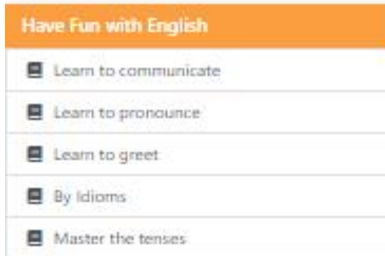 Have Fun with English
Learn to communicate
Learn to pronounce
Learn to greet
By Idioms
Master the tenses